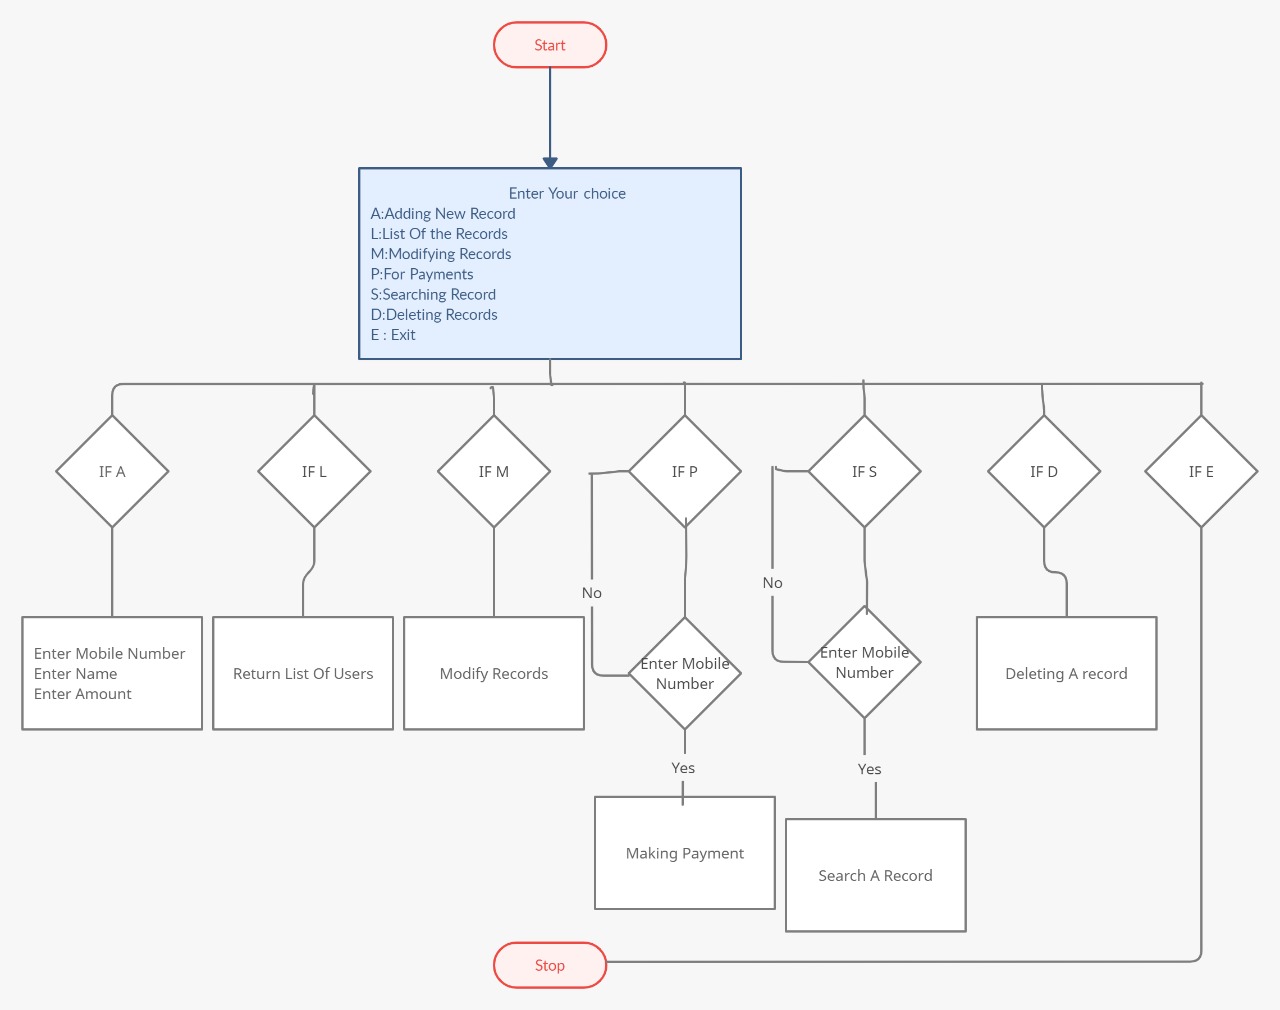 Start
Enter Your choice
A:Adding New Record
L:List Of the Records
M:Modifying Records
P:For Payments
S:Searching Record
D:Deleting Records
E : Exit
IF A
IF L
IF M
IF P
IF S
IF D
IF E
No
No
Enter Mobile Number
Enter Name
Enter Amount
Return List Of Users
Modify Records
Enter Mobile
Number
Enter Mobile
Number
Deleting A record
Yes
Yes
Making Payment
Search A Record
Stop